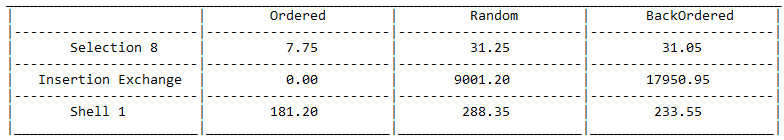 Ordered Random BackOrdered
Selection 8 7.75 31.25 31.05
Insertion Exchange 0.00 9001.20 17950.95
Shell 1 181.20 288.35 233.55